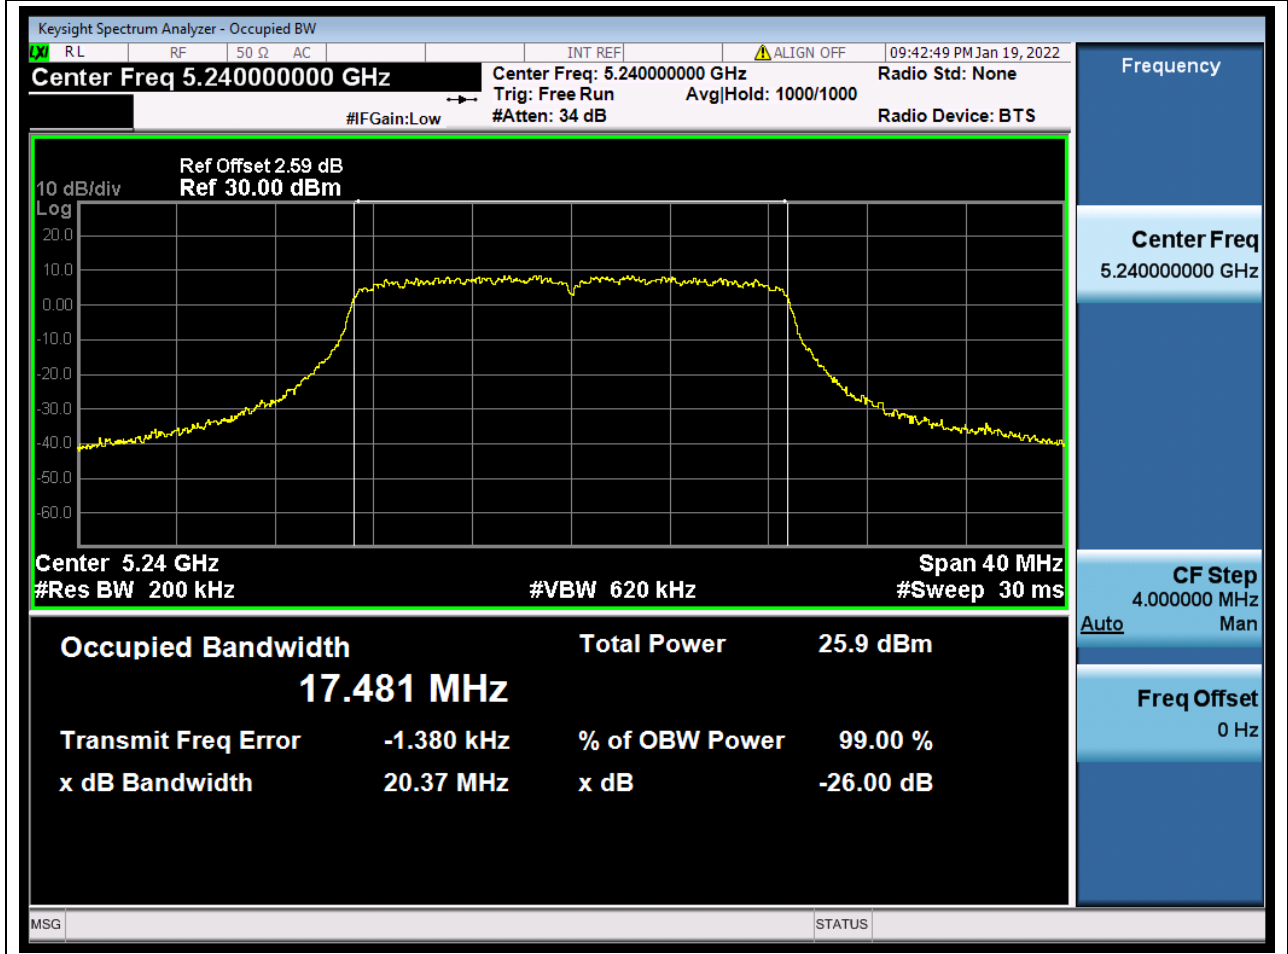 Keysight Spectrum Analyzer - Occupied BW
LXI RL RF 50 Ω AC INT REF ALIGN OFF 09:42:49 PM Jan 19, 2022
Center Freq 5.240000000 GHz
Center Freq: 5.240000000 GHz
Radio Std: None
Trig: Free Run Avg|Hold: 1000/1000
#IFGain:Low
#Atten: 34 dB
Radio Device: BTS
Ref Offset 2.59 dB
10 dB/div Ref 30.00 dBm
Log
20.0
10.0
0.00
-10.0
-20.0
-30.0
-40.0
-50.0
-60.0
Center 5.24 GHz Span 40 MHz
#Res BW 200 kHz #VBW 620 kHz #Sweep 30 ms
Occupied Bandwidth Total Power 25.9 dBm
17.481 MHz
Transmit Freq Error -1.380 kHz % of OBW Power 99.00 %
x dB Bandwidth 20.37 MHz x dB -26.00 dB
Frequency
Center Freq
5.240000000 GHz
CF Step
4.000000 MHz
Auto Man
Freq Offset
0 Hz
MSG STATUS